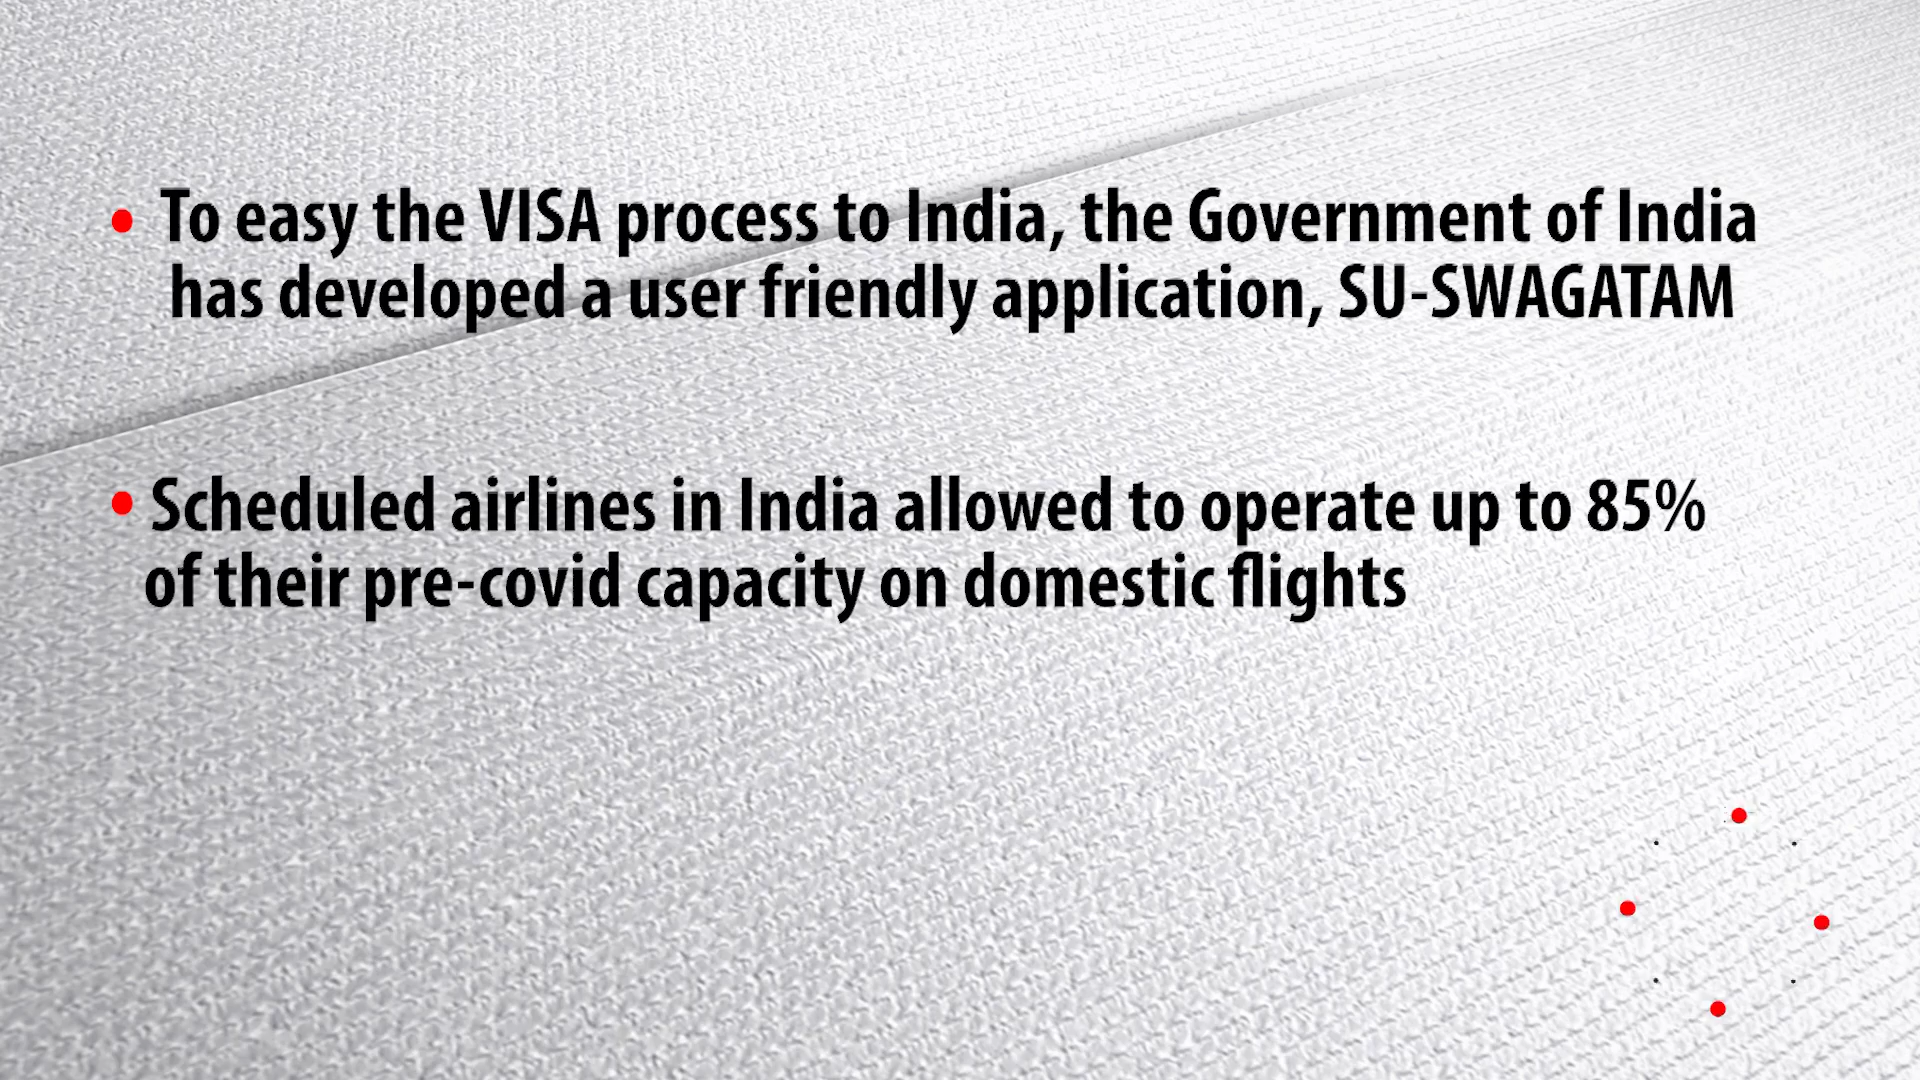 • To easy the VISA process to India, the Government of India
has developed a user friendly application, SU-SWAGATAM
• Scheduled airlines in India allowed to operate up to 85%
of their pre-covid capacity on domestic flights